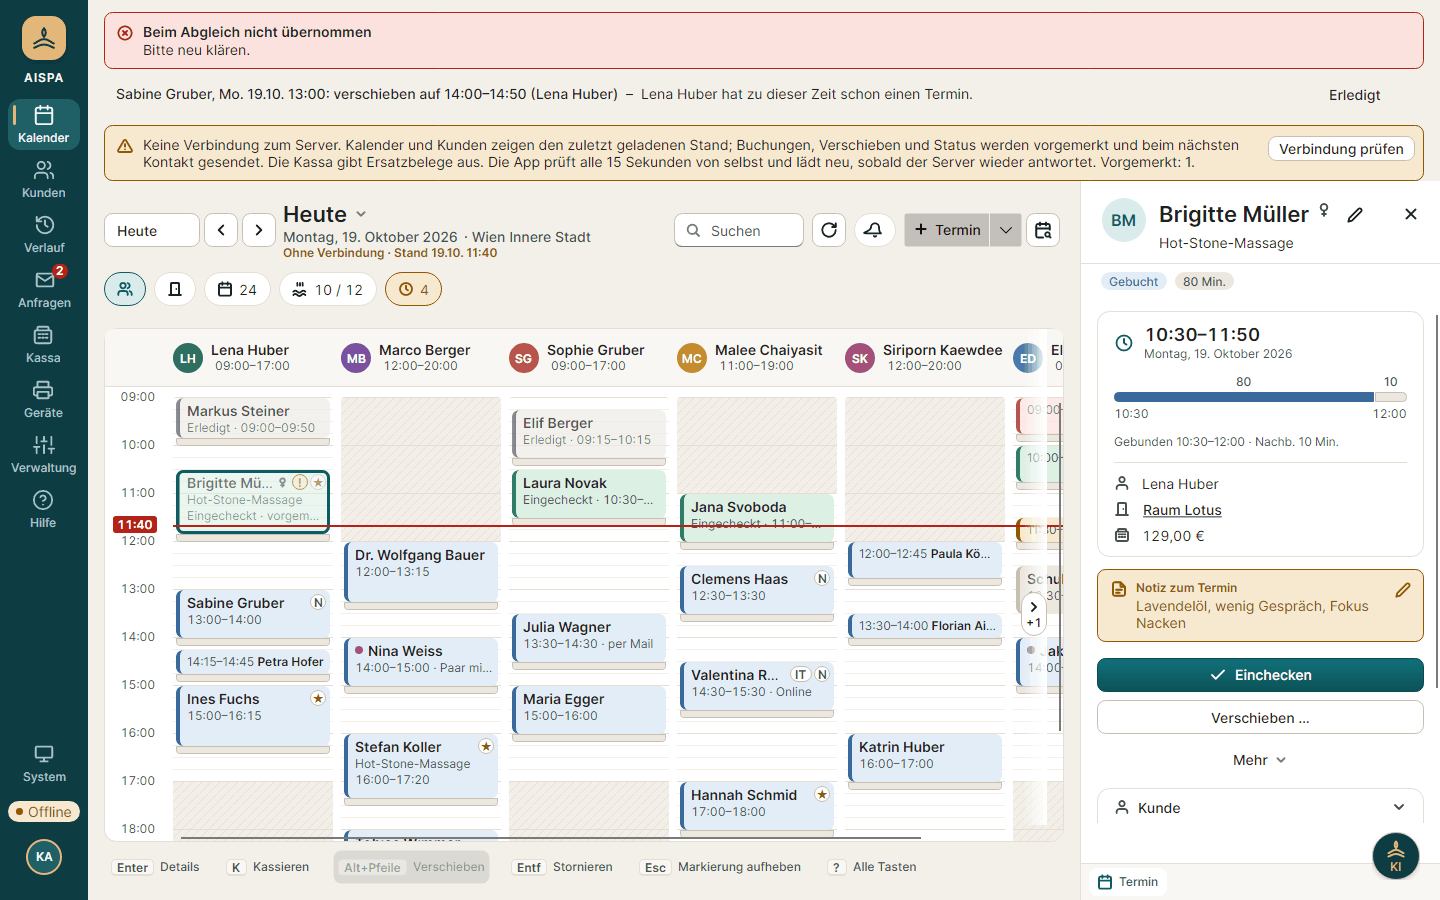 AISPA
Kalender
Kunden
Verlauf
2
Anfragen
Kassa
Geräte
Verwaltung
Hilfe
System
Offline
KA
Beim Abgleich nicht übernommen
Bitte neu klären.
Sabine Gruber, Mo. 19.10. 13:00: verschieben auf 14:00–14:50 (Lena Huber) – Lena Huber hat zu dieser Zeit schon einen Termin.
Erledigt
Keine Verbindung zum Server. Kalender und Kunden zeigen den zuletzt geladenen Stand; Buchungen, Verschieben und Status werden vorgemerkt und beim nächsten
Kontakt gesendet. Die Kassa gibt Ersatzbelege aus. Die App prüft alle 15 Sekunden von selbst und lädt neu, sobald der Server wieder antwortet. Vorgemerkt: 1.
Verbindung prüfen
Heute
Heute
Montag, 19. Oktober 2026 · Wien Innere Stadt
Ohne Verbindung · Stand 19.10. 11:40
Suchen
+ Termin
24
10 / 12
4
LH Lena Huber
09:00–17:00
MB Marco Berger
12:00–20:00
SG Sophie Gruber
09:00–17:00
MC Malee Chaiyasit
11:00–19:00
SK Siriporn Kaewdee
12:00–20:00
ED
09:00
10:00
11:00
11:40
12:00
13:00
14:00
15:00
16:00
17:00
18:00
Markus Steiner
Erledigt · 09:00–09:50
Brigitte Mü... !
Hot-Stone-Massage
Eingecheckt · vorgem...
Sabine Gruber N
13:00–14:00
14:15–14:45 Petra Hofer
Ines Fuchs
15:00–16:15
Dr. Wolfgang Bauer
12:00–13:15
Nina Weiss
14:00–15:00 · Paar mi...
Stefan Koller
Hot-Stone-Massage
16:00–17:20
Elif Berger
Erledigt · 09:15–10:15
Laura Novak
Eingecheckt · 10:30–...
Julia Wagner
13:30–14:30 · per Mail
Maria Egger
15:00–16:00
Jana Svoboda
Eingecheckt · 11:00–...
Clemens Haas N
12:30–13:30
Valentina R... IT N
14:30–15:30 · Online
Hannah Schmid
17:00–18:00
12:00–12:45 Paula Kö...
13:30–14:00 Florian Ai...
Katrin Huber
16:00–17:00
+1
Enter Details
K Kassieren
Alt+Pfeile Verschieben
Entf Stornieren
Esc Markierung aufheben
? Alle Tasten
BM
Brigitte Müller
Hot-Stone-Massage
Gebucht
80 Min.
10:30–11:50
Montag, 19. Oktober 2026
80 10
10:30 12:00
Gebunden 10:30–12:00 · Nachb. 10 Min.
Lena Huber
Raum Lotus
129,00 €
Notiz zum Termin
Lavendelöl, wenig Gespräch, Fokus
Nacken
Einchecken
Verschieben ...
Mehr
Kunde
KI
Termin